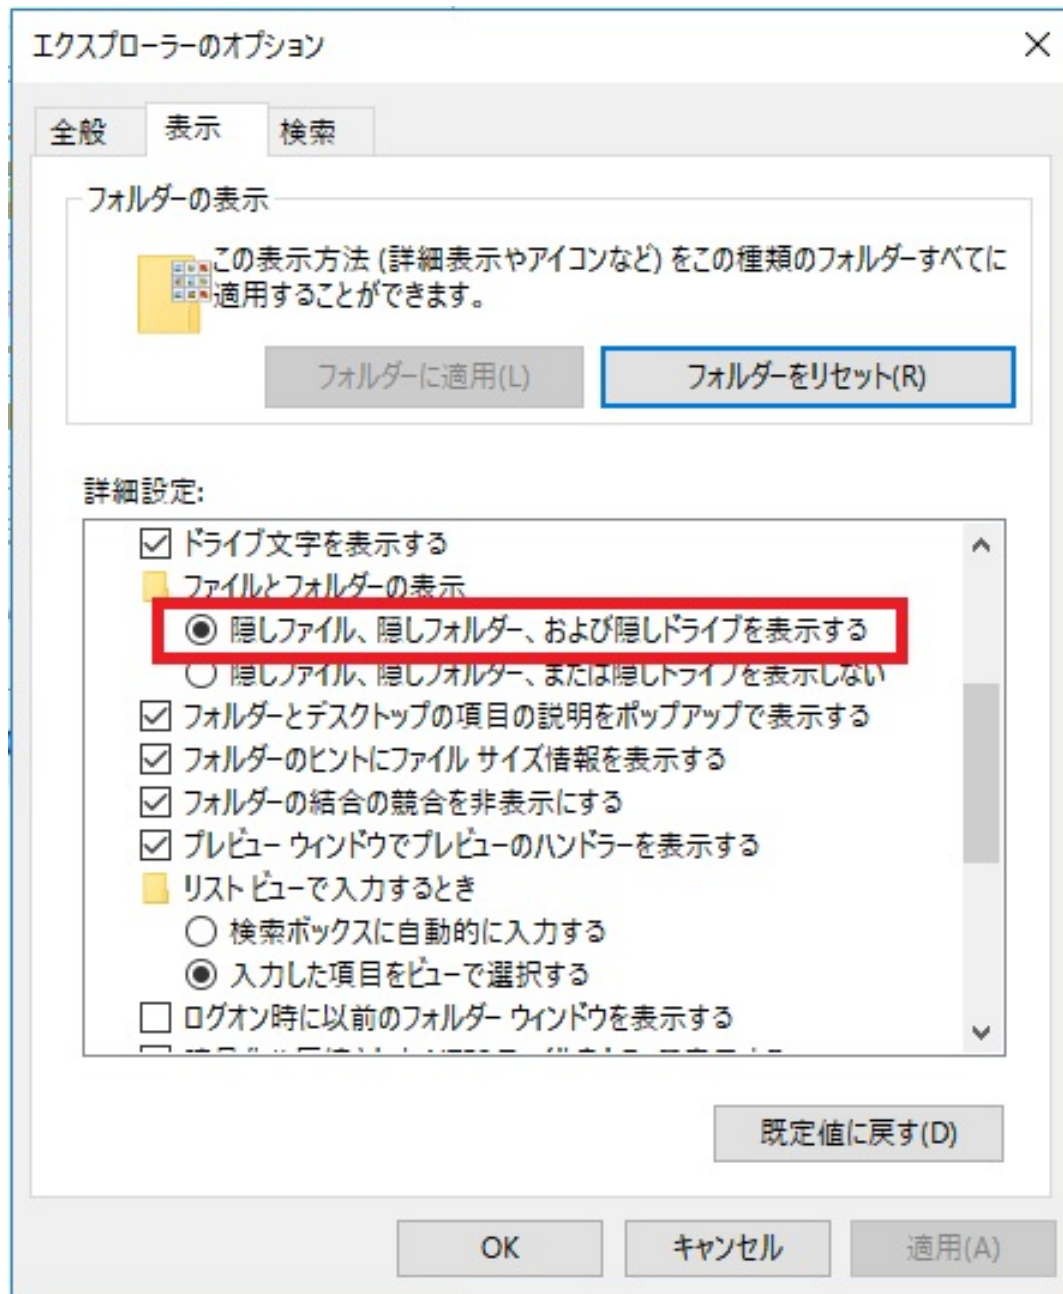 エクスプローラーのオプション
全般
表示
検索
フォルダーの表示
この表示方法 (詳細表示やアイコンなど) をこの種類のフォルダーすべてに
適用することができます。
フォルダーに適用(L)
フォルダーをリセット(R)
詳細設定:
ドライブ文字を表示する
ファイルとフォルダーの表示
隠しファイル、隠しフォルダー、および隠しドライブを表示する
隠しファイル、隠しフォルダー、または隠しドライブを表示しない
フォルダーとデスクトップの項目の説明をポップアップで表示する
フォルダーのヒントにファイル サイズ情報を表示する
フォルダーの結合の競合を非表示にする
プレビュー ウィンドウでプレビューのハンドラーを表示する
リスト ビューで入力するとき
検索ボックスに自動的に入力する
入力した項目をビューで選択する
ログオン時に以前のフォルダー ウィンドウを表示する
既定値に戻す(D)
OK
キャンセル
適用(A)